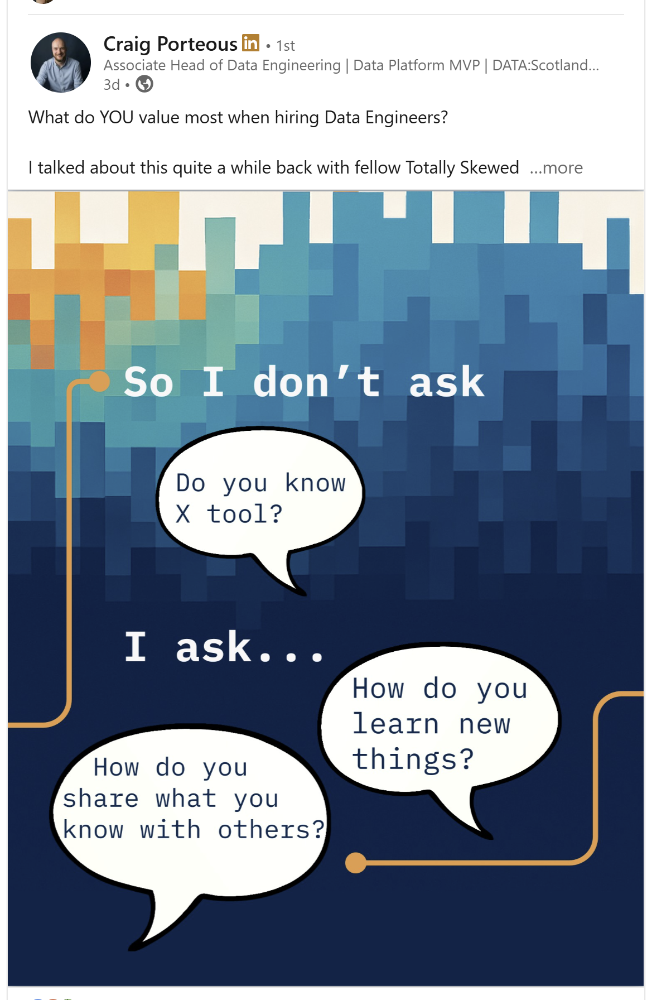 Craig Porteous in • 1st
Associate Head of Data Engineering | Data Platform MVP | DATA:Scotland...
3d •
What do YOU value most when hiring Data Engineers?
I talked about this quite a while back with fellow Totally Skewed ...more
So I don’t ask
Do you know
X tool?
I ask...
How do you
learn new
things?
How do you
share what you
know with others?